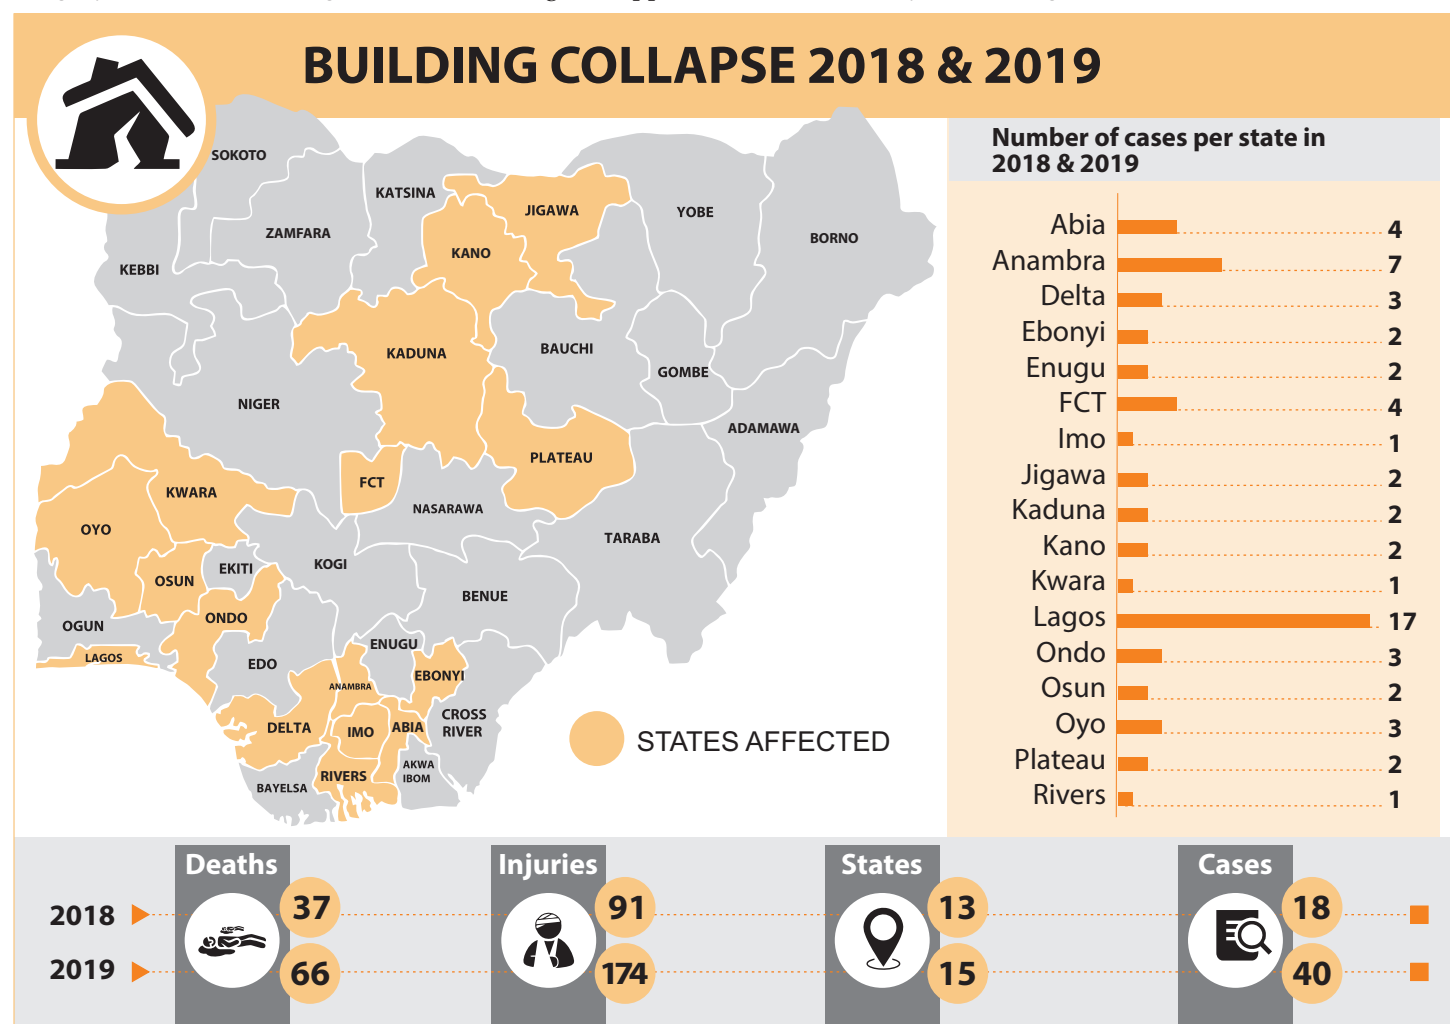 BUILDING COLLAPSE 2018 & 2019
SOKOTO
KATSINA
JIGAWA
YOBE
ZAMFARA
KANO
BORNO
KEBBI
KADUNA
BAUCHI
GOMBE
NIGER
ADAMAWA
PLATEAU
FCT
KWARA
NASARAWA
OYO
TARABA
KOGI
EKITI
OSUN
BENUE
ONDO
OGUN
ENUGU
LAGOS
EDO
EBONYI
ANAMBRA
CROSS
RIVER
DELTA
IMO
ABIA
AKWA
IBOM
RIVERS
BAYELSA
STATES AFFECTED
Number of cases per state in
2018 & 2019
Abia 4
Anambra 7
Delta 3
Ebonyi 2
Enugu 2
FCT 4
Imo 1
Jigawa 2
Kaduna 2
Kano 2
Kwara 1
Lagos 17
Ondo 3
Osun 2
Oyo 3
Plateau 2
Rivers 1
Deaths Injuries States Cases
2018 37 91 13 18
2019 66 174 15 40